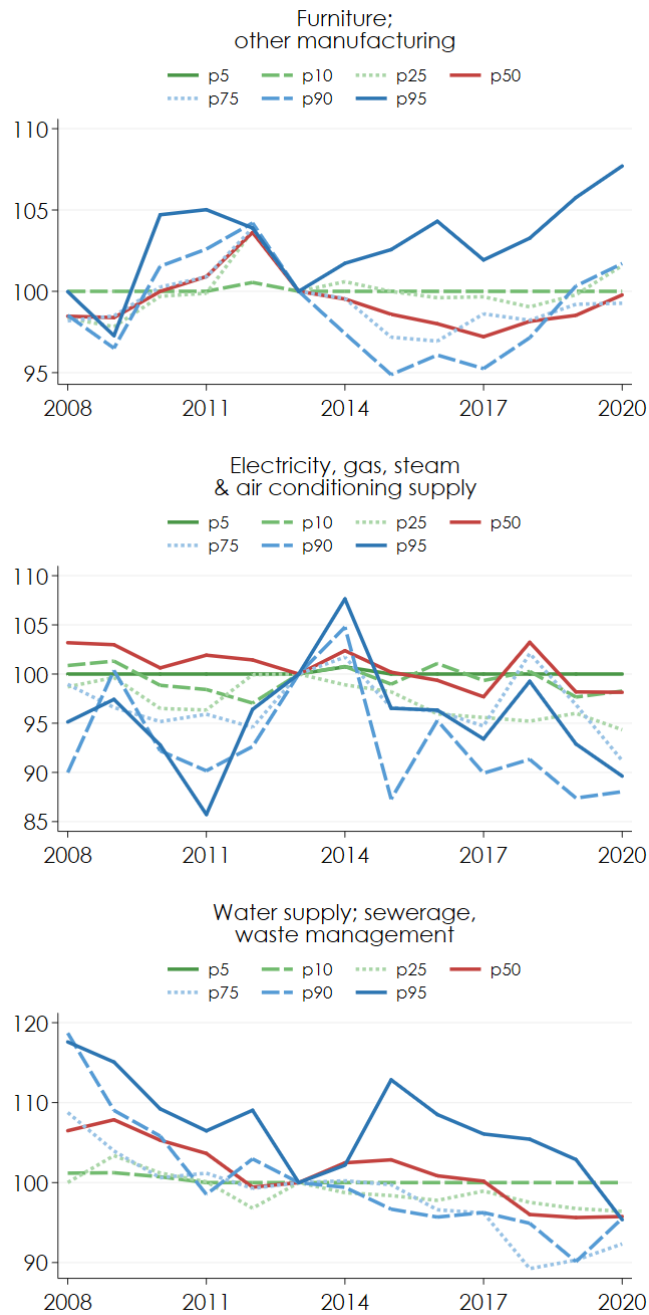 Furniture;
other manufacturing
p5 p10 p25 p50
p75 p90 p95
110
105
100
95
2008 2011 2014 2017 2020
Electricity, gas, steam
& air conditioning supply
p5 p10 p25 p50
p75 p90 p95
110
105
100
95
90
85
2008 2011 2014 2017 2020
Water supply; sewerage,
waste management
p5 p10 p25 p50
p75 p90 p95
120
110
100
90
2008 2011 2014 2017 2020